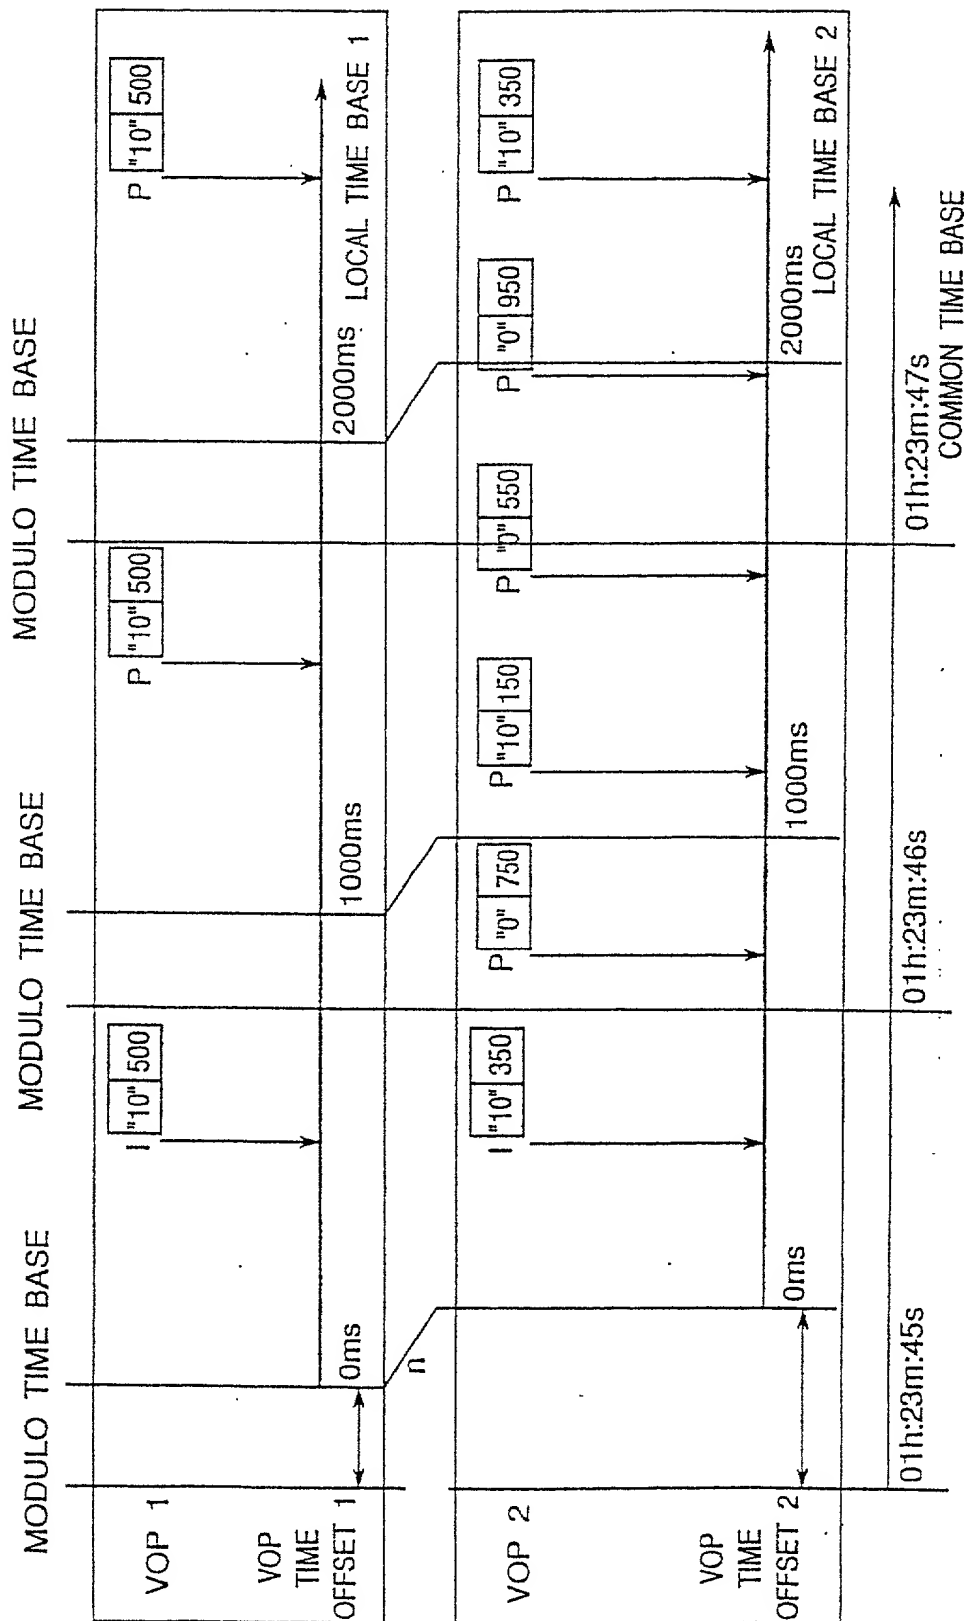 MODULO TIME BASE
MODULO TIME BASE
MODULO TIME BASE
VOP 1
I "10" 500
P "10" 500
P "10" 500
VOP
TIME
OFFSET 1
0ms
1000ms
2000ms
LOCAL TIME BASE 1
n
VOP 2
I "10" 350
P "0" 750
P "10" 150
P "0" 550
P "0" 950
P "10" 350
VOP
TIME
OFFSET 2
0ms
1000ms
2000ms
LOCAL TIME BASE 2
01h:23m:45s
01h:23m:46s
01h:23m:47s
COMMON TIME BASE